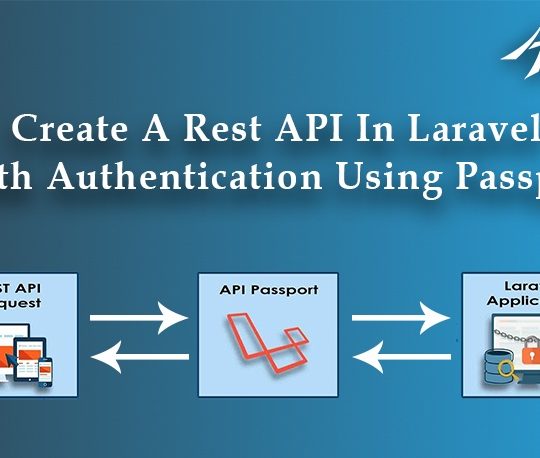 Create A Rest API In Laravel
th Authentication Using Passp
ST API
quest
API Passport
Lara
Applic